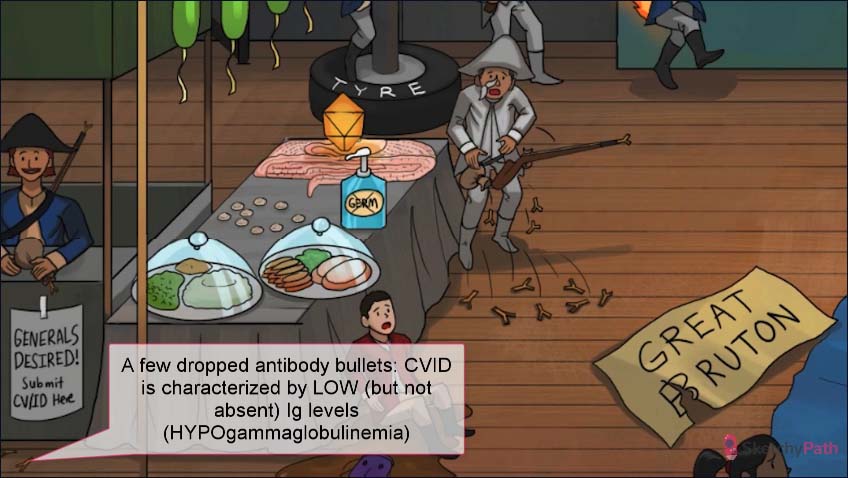 TYRE
GERM
GENERALS
DESIRED!
Submit
CV/ID Here
GREAT
BRUTON
A few dropped antibody bullets: CVID
is characterized by LOW (but not
absent) Ig levels
(HYPOgammaglobulinemia)
SketchyPath